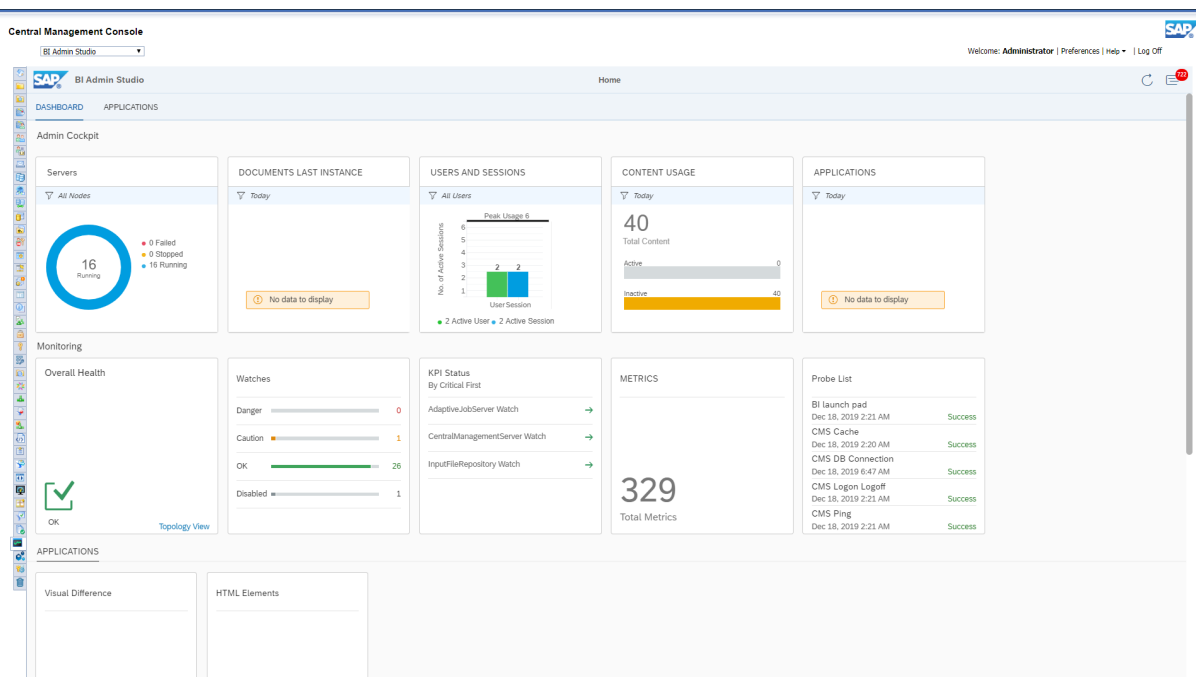 Central Management Console
SAP
BI Admin Studio
Welcome: Administrator | Preferences | Help | Log Off
SAP BI Admin Studio
Home
722
DASHBOARD APPLICATIONS
Admin Cockpit
Servers
All Nodes
16
Running
0 Failed
0 Stopped
16 Running
DOCUMENTS LAST INSTANCE
Today
No data to display
USERS AND SESSIONS
All Users
Peak Usage 6
No. of Active Sessions
6
5
4
3
2
1
2 2
User Session
2 Active User 2 Active Session
CONTENT USAGE
Today
40
Total Content
Active 0
Inactive 40
APPLICATIONS
Today
No data to display
Monitoring
Overall Health
OK
Topology View
Watches
Danger 0
Caution 1
OK 26
Disabled 1
KPI Status
By Critical First
AdaptiveJobServer Watch
CentralManagementServer Watch
InputFileRepository Watch
METRICS
329
Total Metrics
Probe List
BI launch pad
Dec 18, 2019 2:21 AM Success
CMS Cache
Dec 18, 2019 2:20 AM Success
CMS DB Connection
Dec 18, 2019 6:47 AM Success
CMS Logon Logoff
Dec 18, 2019 2:21 AM Success
CMS Ping
Dec 18, 2019 2:21 AM Success
APPLICATIONS
Visual Difference
HTML Elements